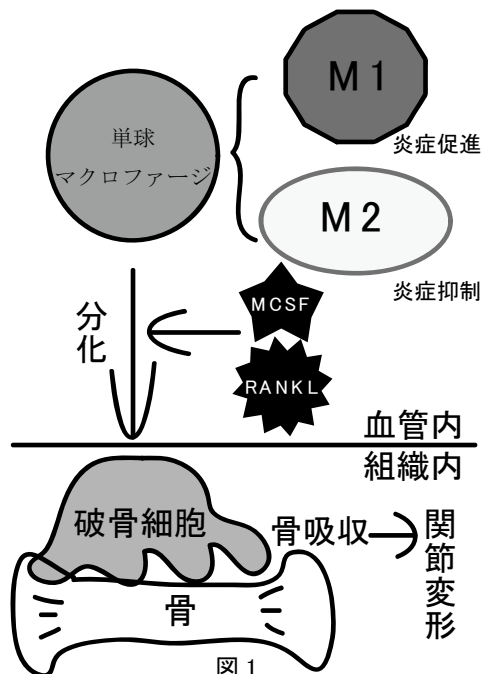 M1
単球
マクロファージ
炎症促進
M2
炎症抑制
MCSF
分化
RANKL
血管内
組織内
破骨細胞
骨吸収
関節変形
骨
図1